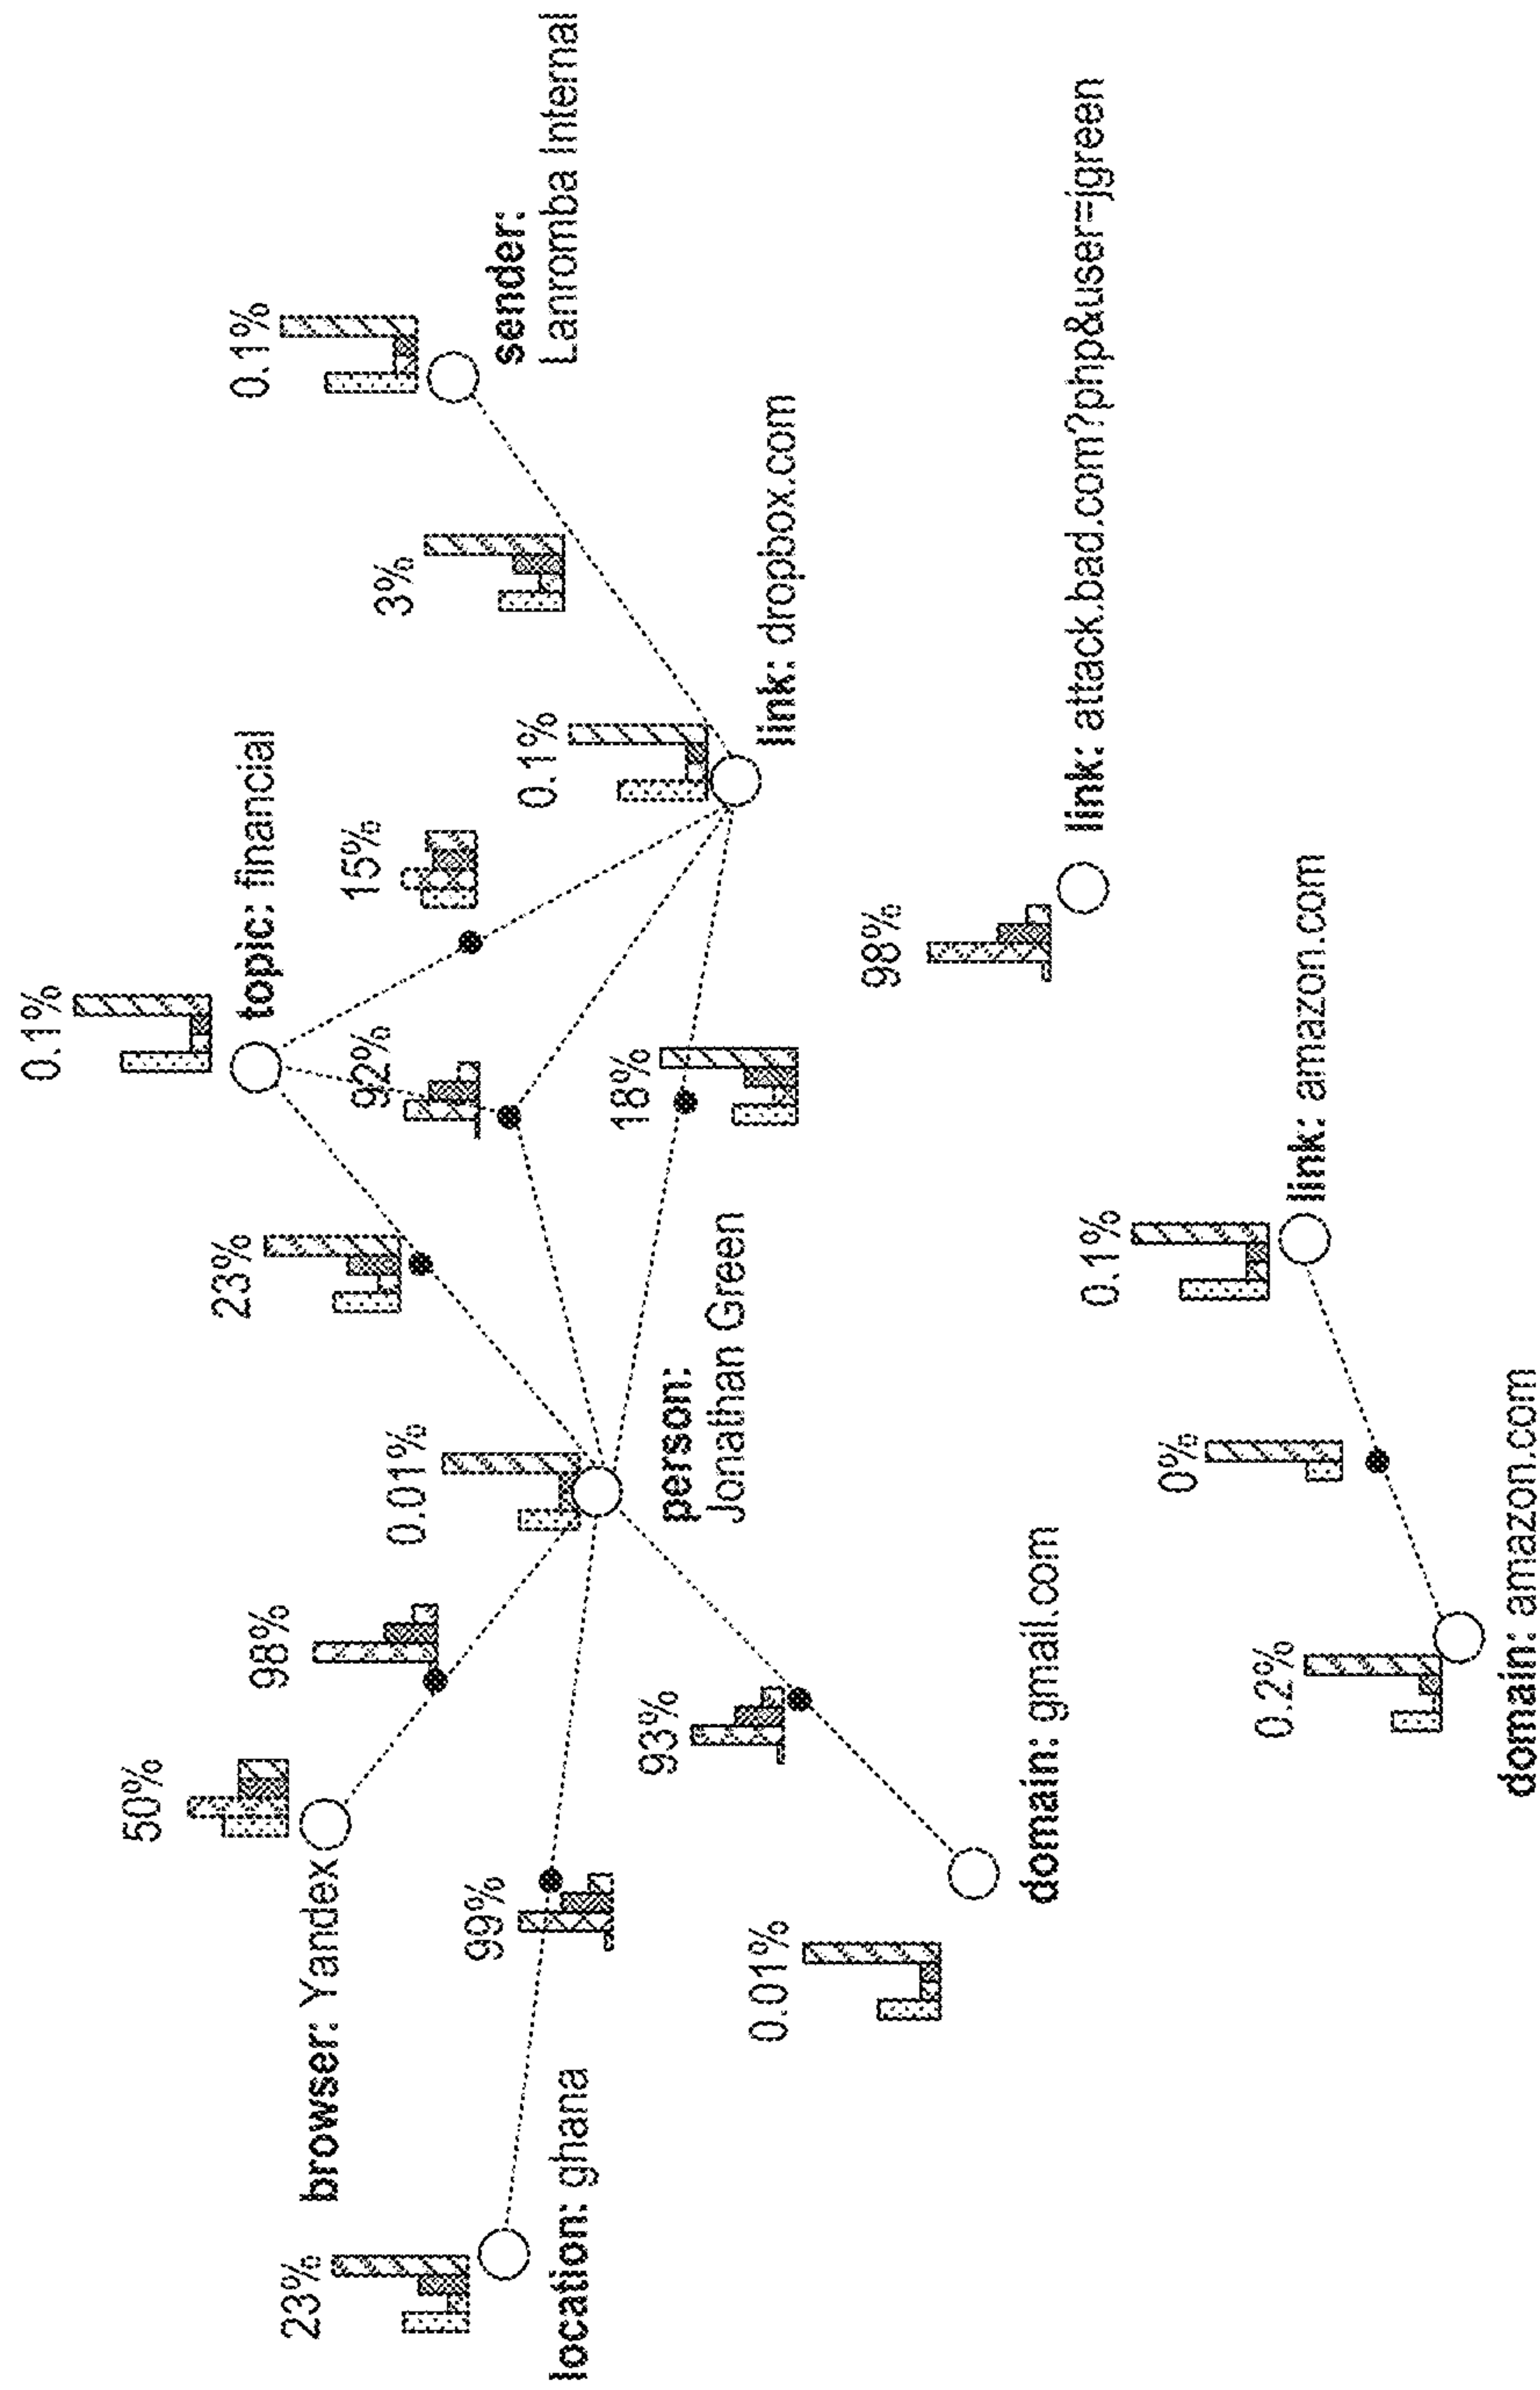 23%
location: ghana
browser: Yandex
50%
98%
99%
0.01%
domain: gmail.com
93%
0.01%
person:
Jonathan Green
23%
92%
18%
0.1%
topic: financial
15%
0.1%
link: dropbox.com
3%
0.1%
sender:
Lanromba Internal
98%
link: attack.bad.com?php&user=jgreen
0.2%
domain: amazon.com
0%
0.1%
link: amazon.com